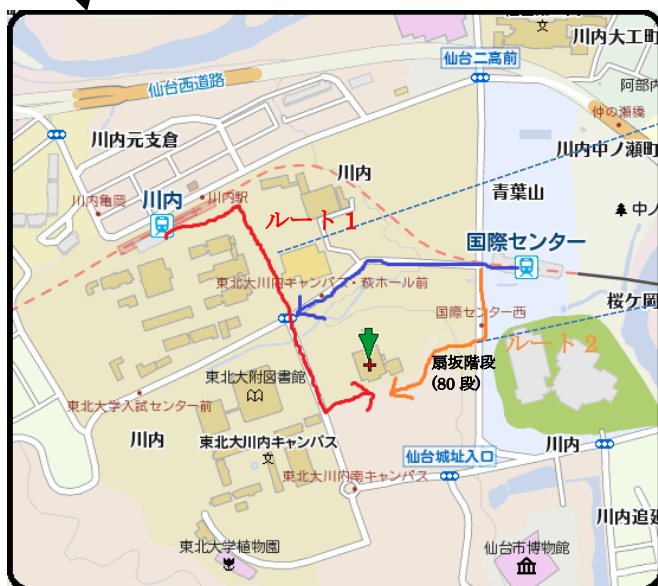 川内大工町
仙台二高前
仙台西道路
阿部内
仲の瀬橋
川内元支倉
川内中ノ瀬町
川内
川内亀岡
川内
川内駅
青葉山
中ノ
ルート１
国際センター
東北大川内キャンパス・萩ホール前
桜ケ岡
国際センター西
ルート２
扇坂階段
(80 段)
東北大附図書館
東北大学入試センター前
川内
東北大川内キャンパス
文
川内
仙台城址入口
東北大川内南キャンパス
川内追廻
東北大学植物園
仙台市博物館